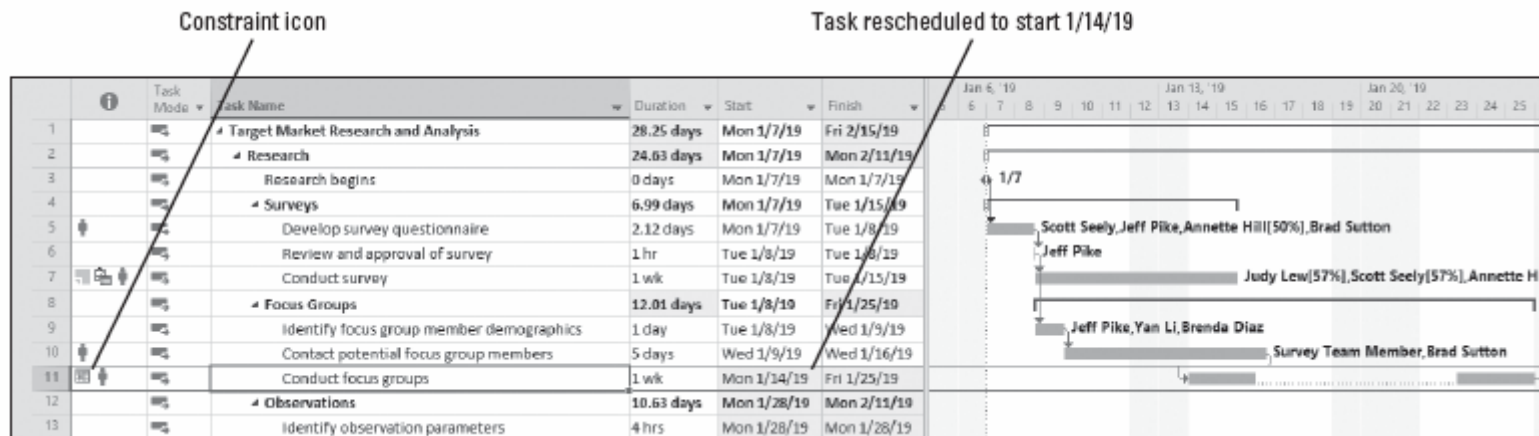 Constraint icon
Task rescheduled to start 1/14/19
Task Mode Task Name Duration Start Finish
Jan 6, '19 Jan 13, '19 Jan 20, '19
6 7 8 9 10 11 12 13 14 15 16 17 18 19 20 21 22 23 24 25
1 Target Market Research and Analysis 28.25 days Mon 1/7/19 Fri 2/15/19
2 Research 24.63 days Mon 1/7/19 Mon 2/11/19
3 Research begins 0 days Mon 1/7/19 Mon 1/7/19 1/7
4 Surveys 6.99 days Mon 1/7/19 Tue 1/15/19
5 Develop survey questionnaire 2.12 days Mon 1/7/19 Tue 1/8/19 Scott Seely,Jeff Pike,Annette Hill[50%],Brad Sutton
6 Review and approval of survey 1 hr Tue 1/8/19 Tue 1/8/19 Jeff Pike
7 Conduct survey 1 wk Tue 1/8/19 Tue 1/15/19 Judy Lew[57%],Scott Seely[57%],Annette H
8 Focus Groups 12.01 days Tue 1/8/19 Fri 1/25/19
9 Identify focus group member demographics 1 day Tue 1/8/19 Wed 1/9/19 Jeff Pike,Yan Li,Brenda Diaz
10 Contact potential focus group members 5 days Wed 1/9/19 Wed 1/16/19 Survey Team Member,Brad Sutton
11 Conduct focus groups 1 wk Mon 1/14/19 Fri 1/25/19
12 Observations 10.63 days Mon 1/28/19 Mon 2/11/19
13 Identify observation parameters 4 hrs Mon 1/28/19 Mon 1/28/19